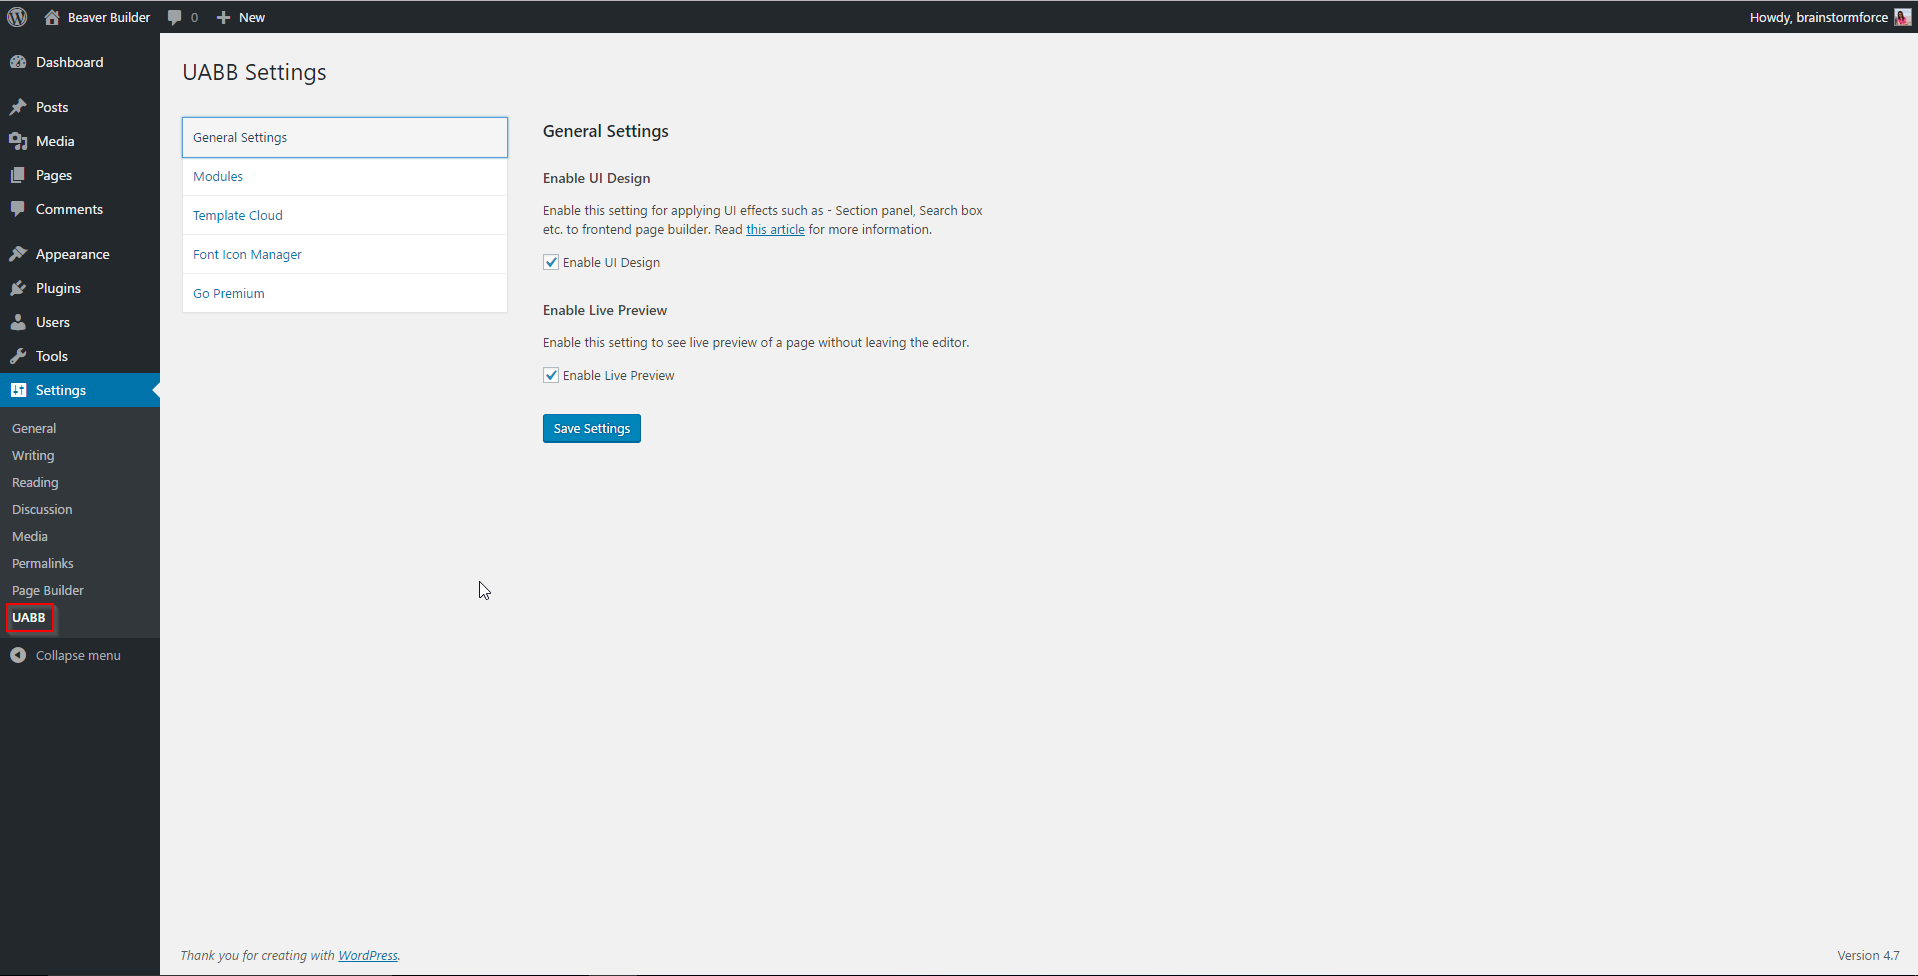 Beaver Builder
0
New
Howdy, brainstormforce
Dashboard
Posts
Media
Pages
Comments
Appearance
Plugins
Users
Tools
Settings
General
Writing
Reading
Discussion
Media
Permalinks
Page Builder
UABB
Collapse menu
UABB Settings
General Settings
Modules
Template Cloud
Font Icon Manager
Go Premium
General Settings
Enable UI Design
Enable this setting for applying UI effects such as - Section panel, Search box
etc. to frontend page builder. Read this article for more information.
Enable UI Design
Enable Live Preview
Enable this setting to see live preview of a page without leaving the editor.
Enable Live Preview
Save Settings
Thank you for creating with WordPress.
Version 4.7